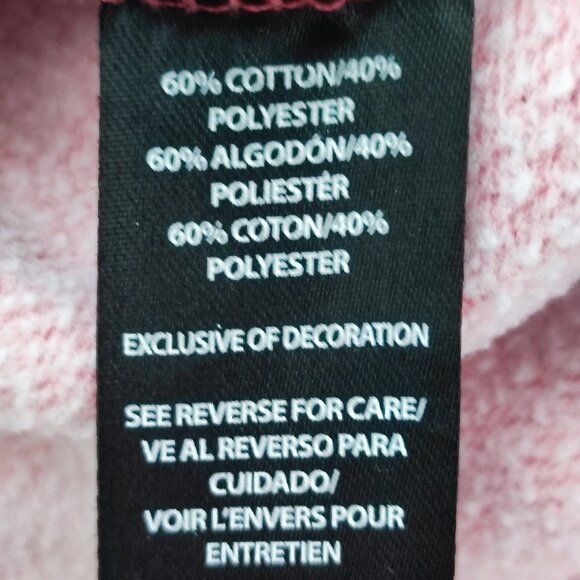 60% COTTON/40%
POLYESTER
60% ALGODÓN/40%
POLIESTÉR
60% COTON/40%
POLYESTER
EXCLUSIVE OF DECORATION
SEE REVERSE FOR CARE/
VE AL REVERSO PARA
CUIDADO/
VOIR L'ENVERS POUR
ENTRETIEN